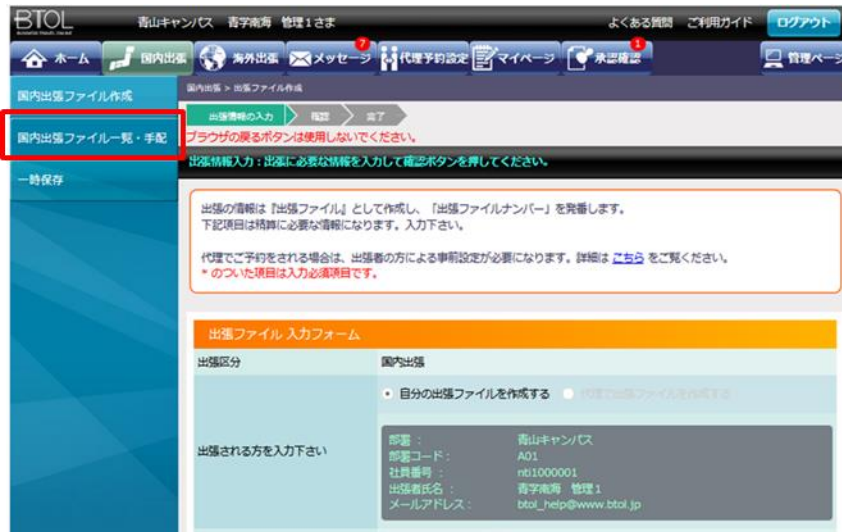 BTOL
青山キャンパス 青学南海 管理1さま
よくある質問 ご利用ガイド ログアウト
ホーム 国内出張 海外出張 メッセージ 7 代理予約設定 マイページ 承認確認 1 管理ページ
国内出張ファイル作成
国内出張ファイル一覧・手配
一時保存
国内出張 > 出張ファイル作成
出張情報の入力 確認 完了
ブラウザの戻るボタンは使用しないでください。
出張情報入力:出張に必要な情報を入力して確認ボタンを押してください。
出張の情報は『出張ファイル』として作成し、「出張ファイルナンバー」を発番します。
下記項目は精算に必要な情報になります。入力下さい。
代理でご予約をされる場合は、出張者の方による事前設定が必要になります。詳細は こちら をご覧ください。
* のついた項目は入力必須項目です。
出張ファイル 入力フォーム
出張区分 国内出張
自分の出張ファイルを作成する 代理で出張ファイルを作成する
出張される方を入力下さい
部署: 青山キャンパス
部署コード: A01
社員番号: nti1000001
出張者氏名: 青学南海 管理1
メールアドレス: btol_help@www.btol.jp